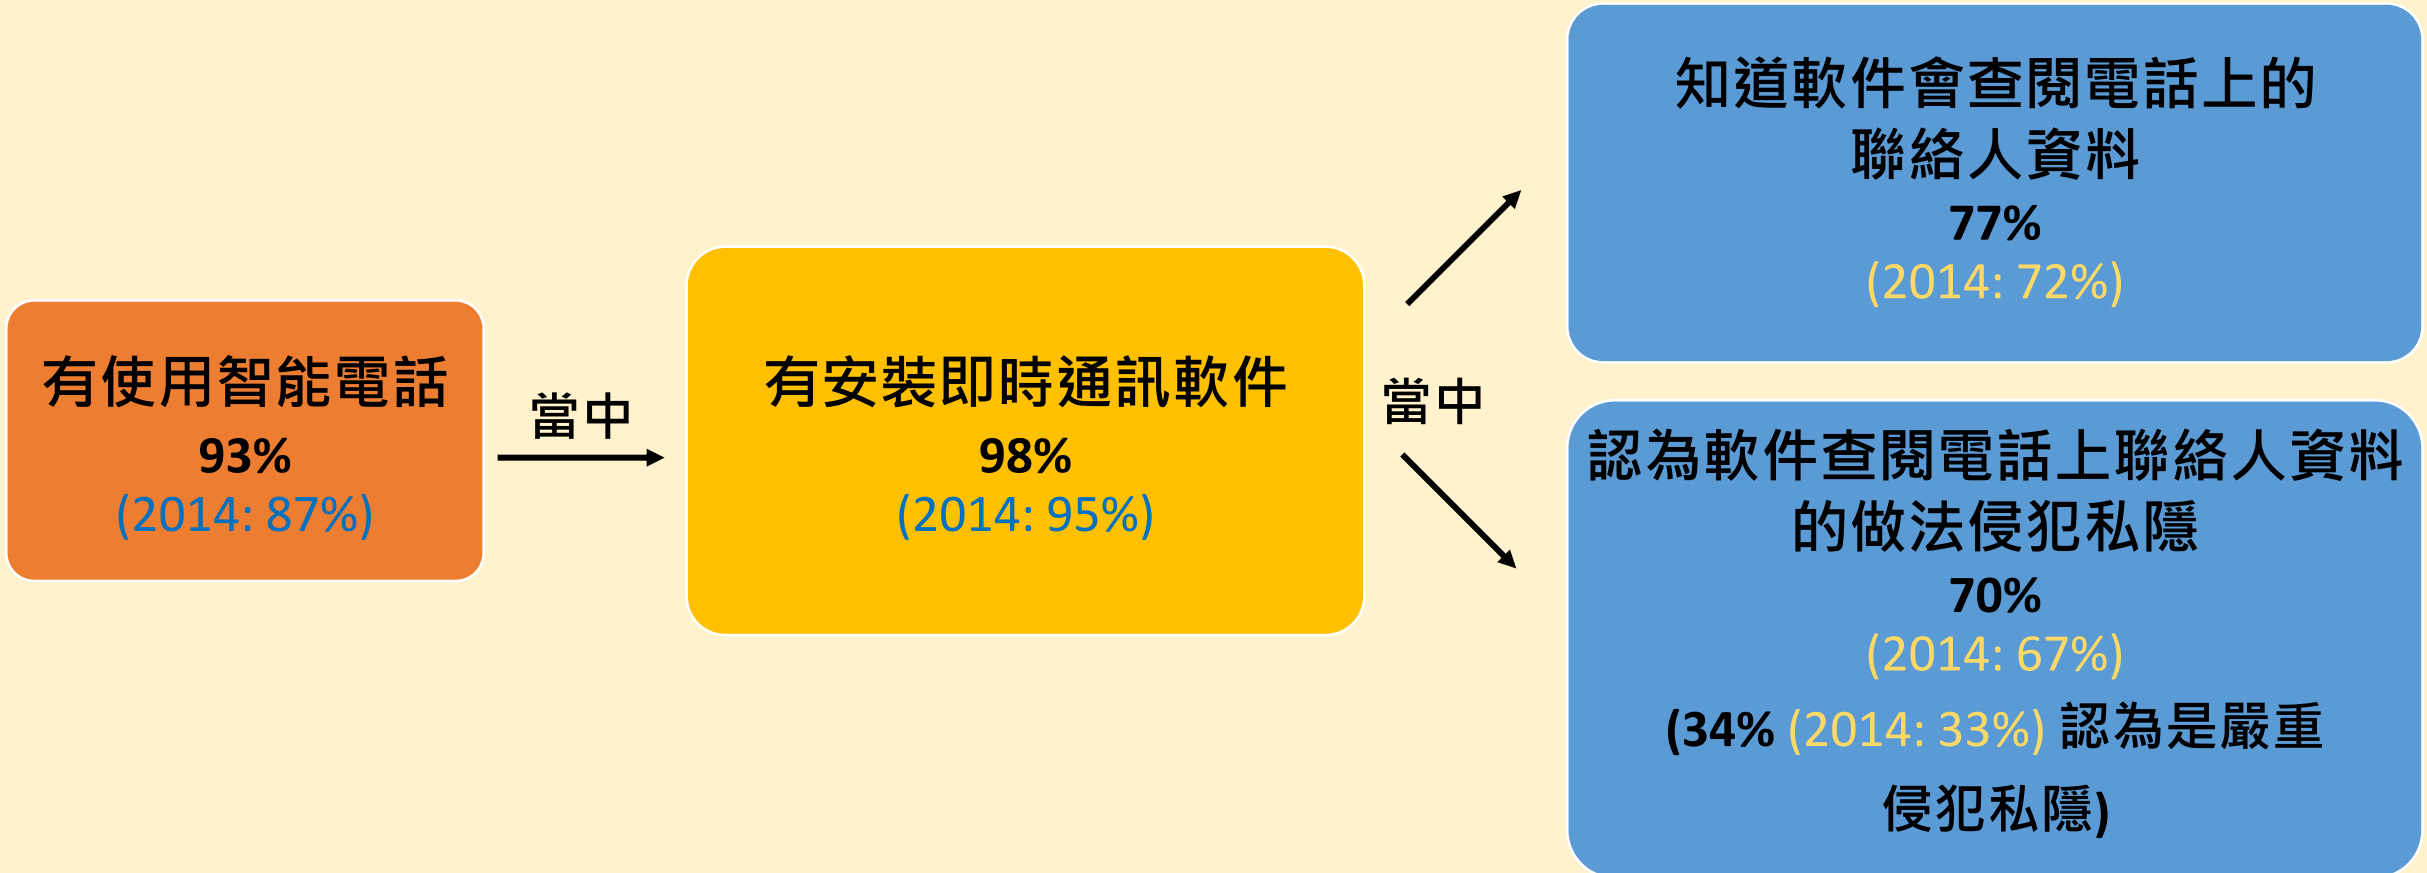 有使用智能電話
93%
(2014: 87%)
當中
有安裝即時通訊軟件
98%
(2014: 95%)
當中
知道軟件會查閱電話上的
聯絡人資料
77%
(2014: 72%)
認為軟件查閱電話上聯絡人資料
的做法侵犯私隱
70%
(2014: 67%)
(34% (2014: 33%) 認為是嚴重
侵犯私隱)